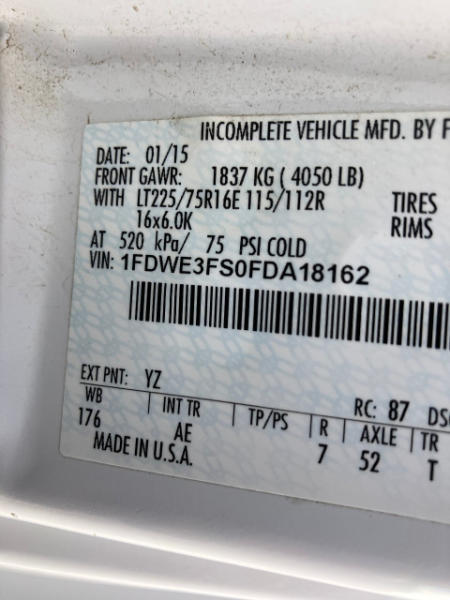 INCOMPLETE VEHICLE MFD. BY F
DATE: 01/15
FRONT GAWR: 1837 KG ( 4050 LB)
WITH LT225/75R16E 115/112R TIRES
16x6.0K RIMS
AT 520 kPa/ 75 PSI COLD
VIN: 1FDWE3FS0FDA18162
EXT PNT: YZ RC: 87 DSO
WB INT TR TP/PS R AXLE TR
176 AE 7 52 T
MADE IN U.S.A.